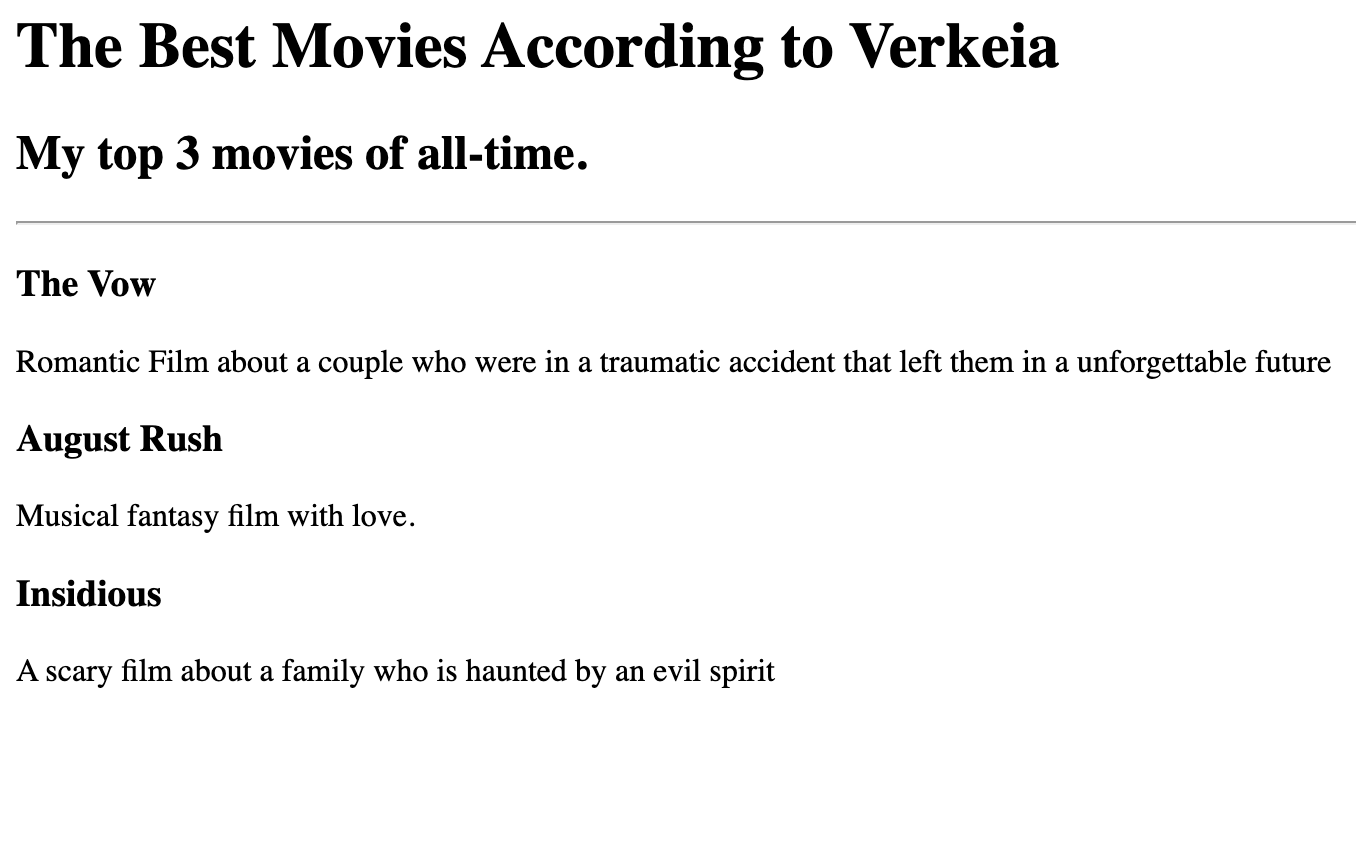 The Best Movies According to Verkeia
My top 3 movies of all-time.
The Vow
Romantic Film about a couple who were in a traumatic accident that left them in a unforgettable future
August Rush
Musical fantasy film with love.
Insidious
A scary film about a family who is haunted by an evil spirit